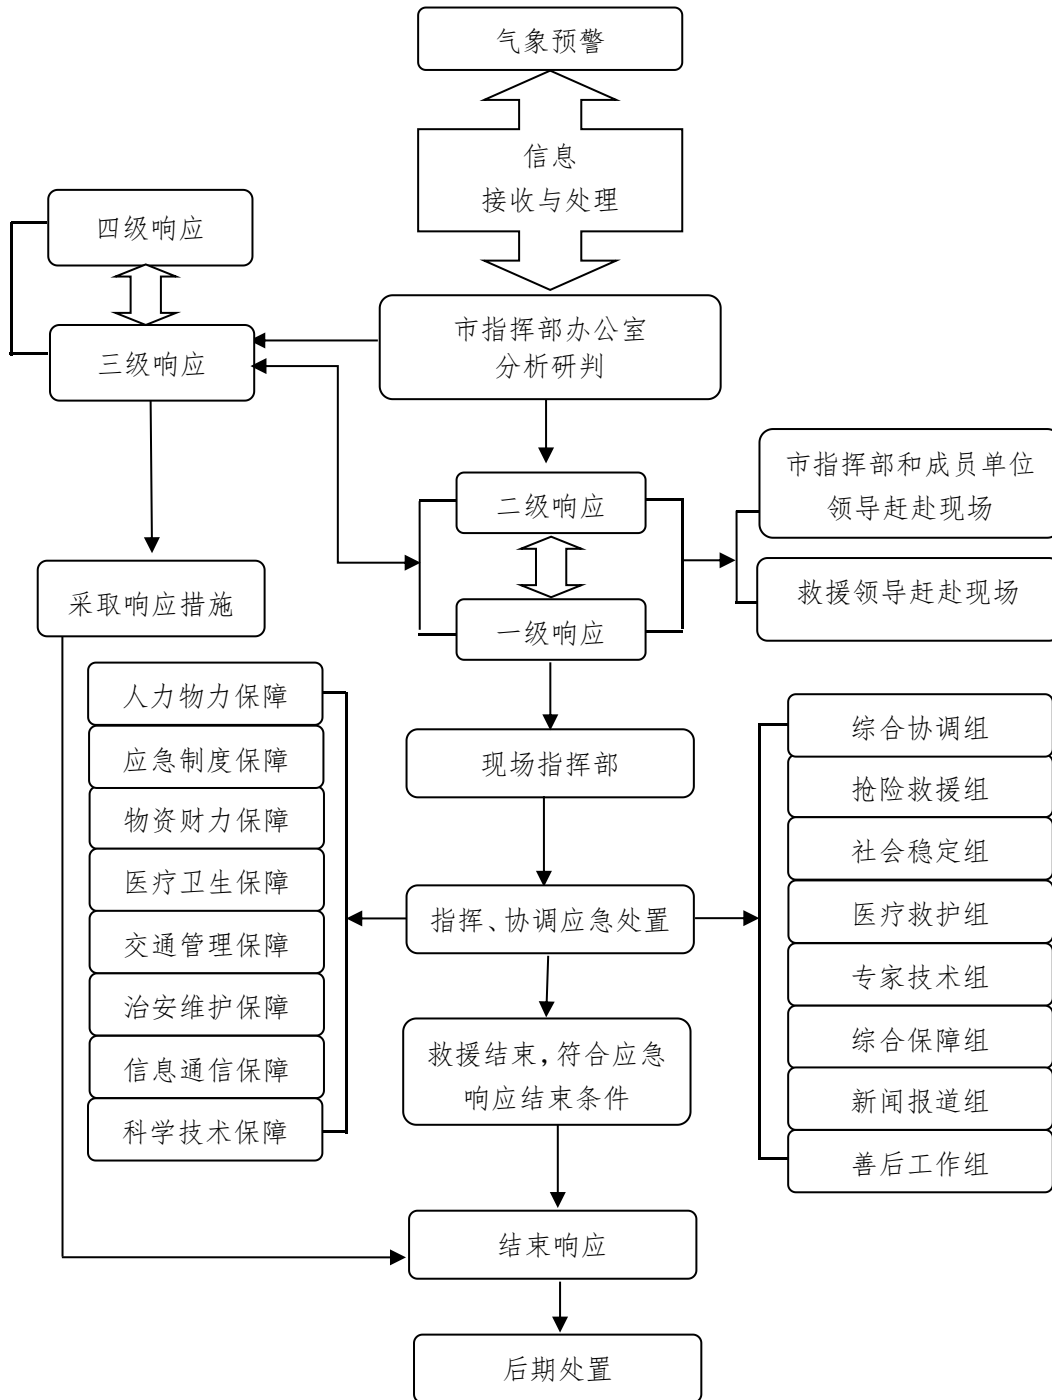 气象预警
信息
接收与处理
四级响应
三级响应
市指挥部办公室
分析研判
二级响应
一级响应
市指挥部和成员单位
领导赶赴现场
救援领导赶赴现场
采取响应措施
人力物力保障
应急制度保障
物资财力保障
医疗卫生保障
交通管理保障
治安维护保障
信息通信保障
科学技术保障
现场指挥部
指挥、协调应急处置
救援结束,符合应急
响应结束条件
综合协调组
抢险救援组
社会稳定组
医疗救护组
专家技术组
综合保障组
新闻报道组
善后工作组
结束响应
后期处置